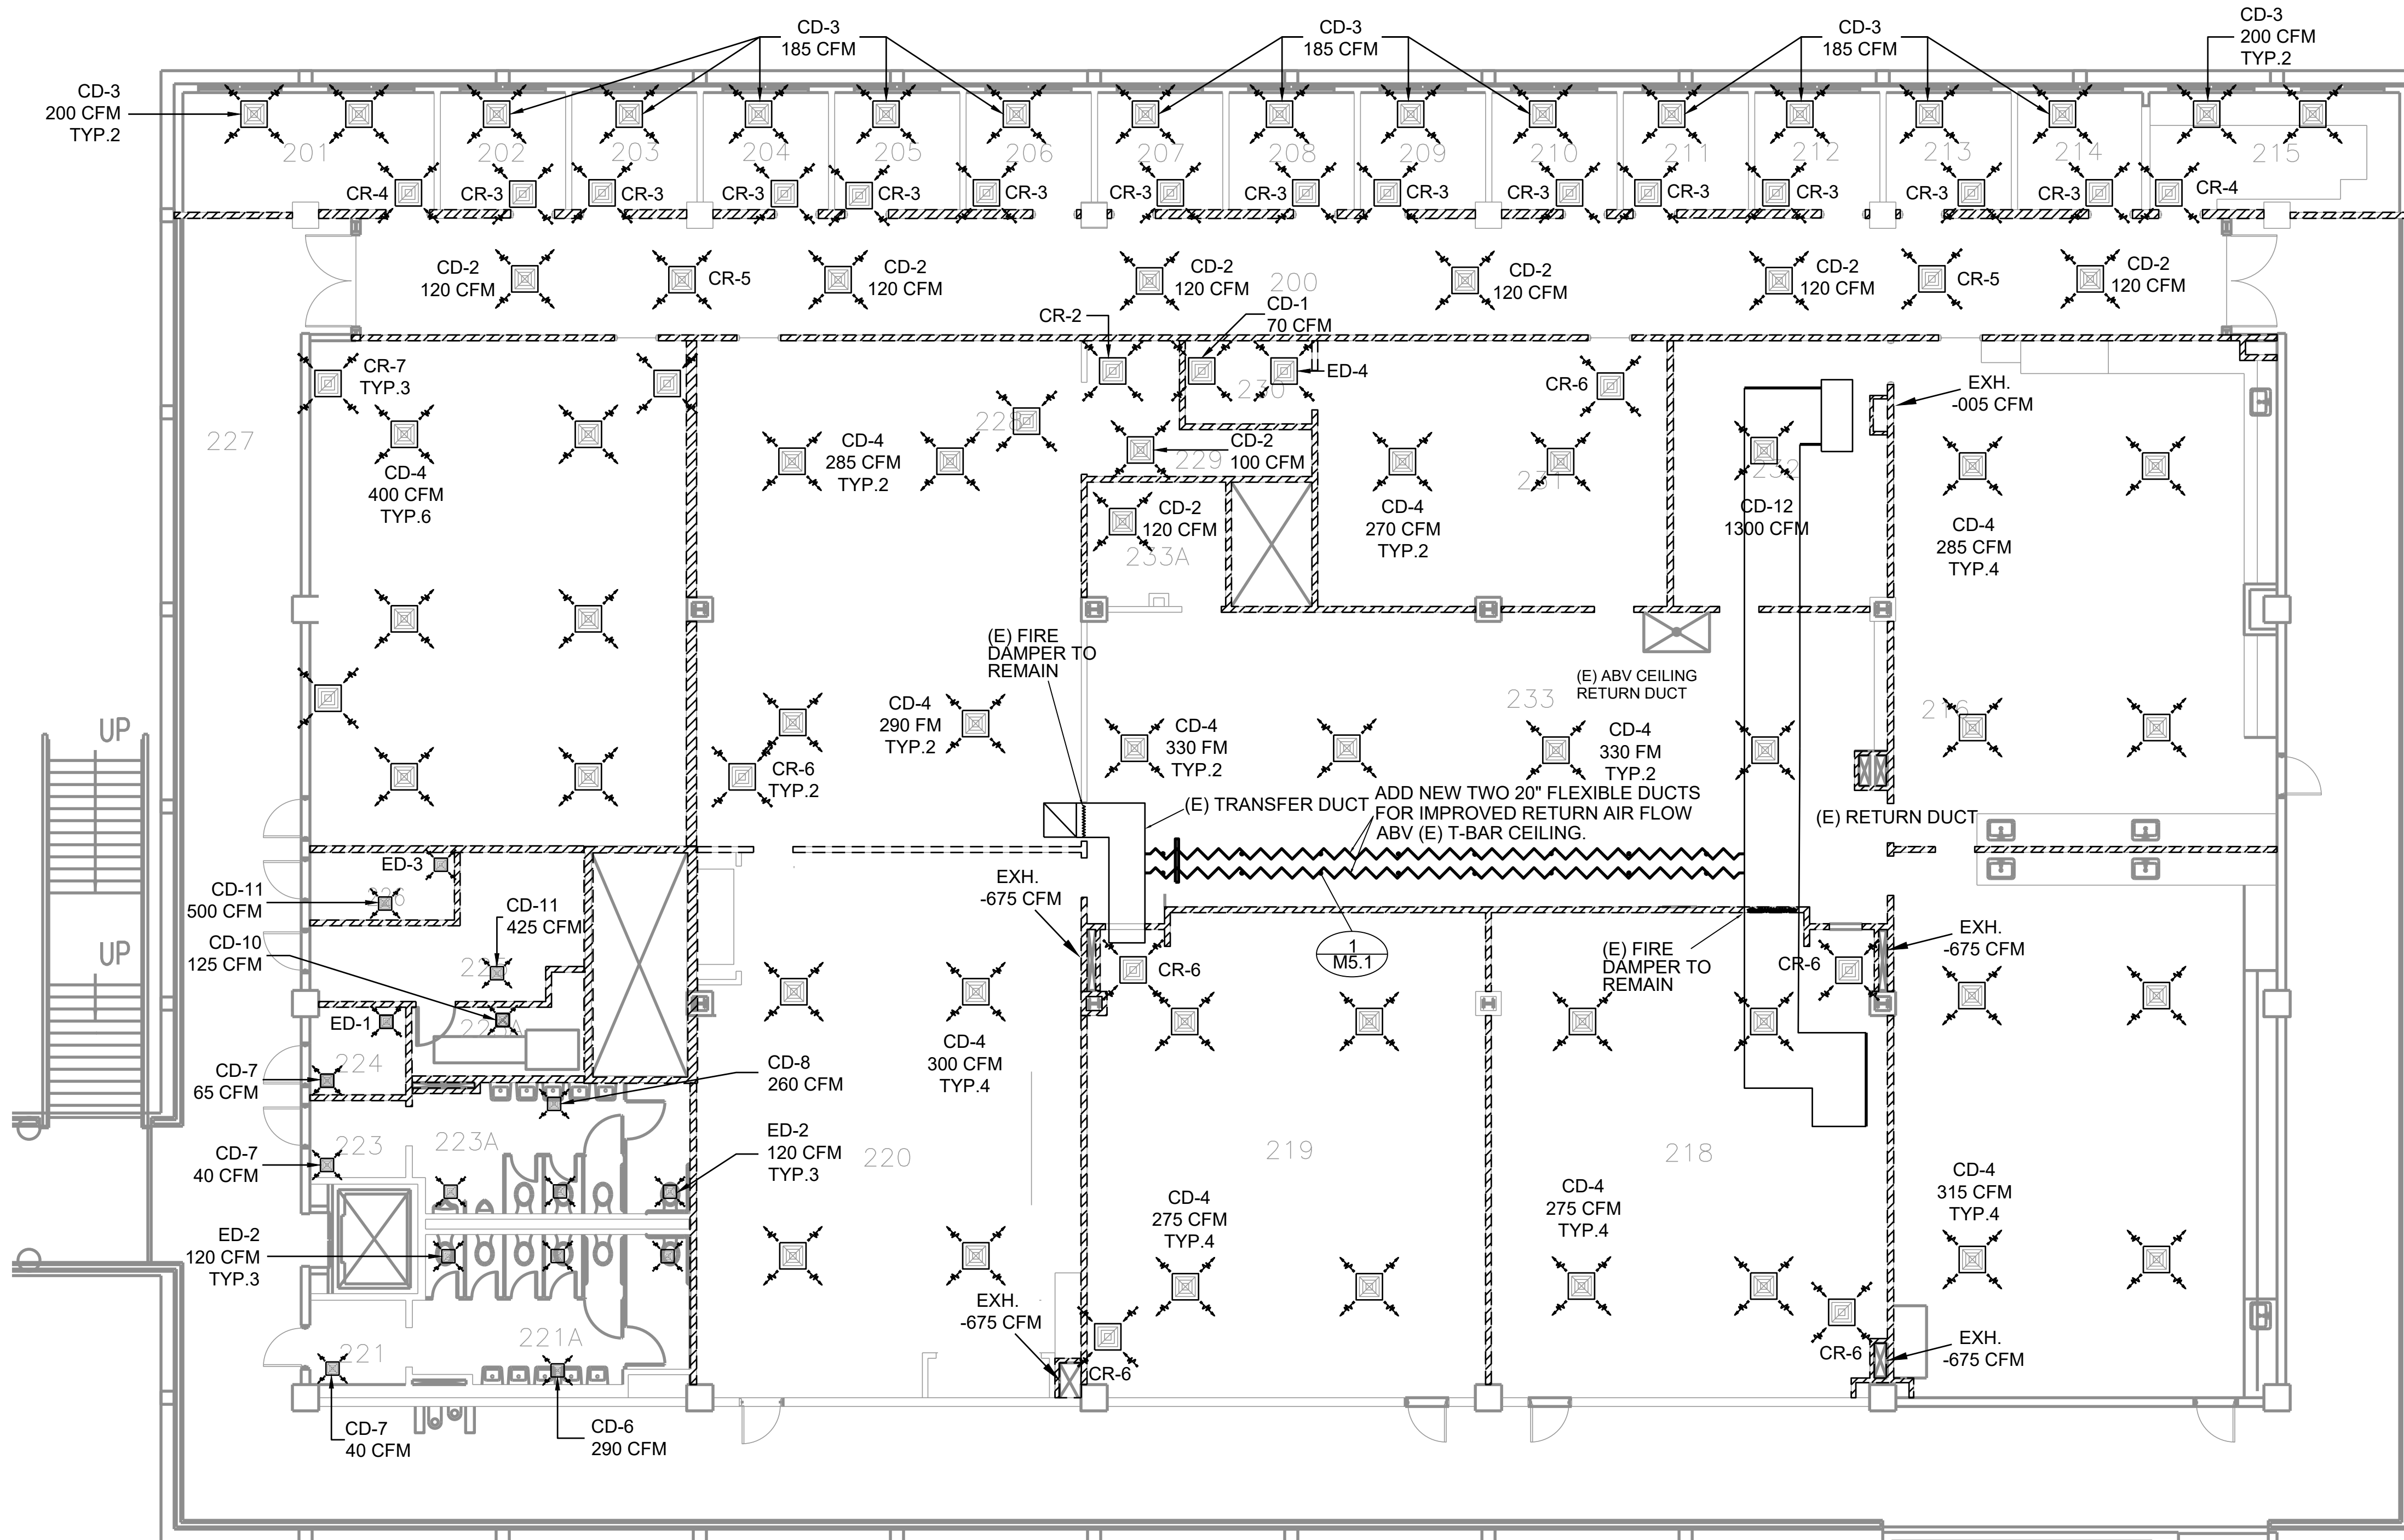 CD-3
185 CFM
CD-3
185 CFM
CD-3
185 CFM
CD-3
200 CFM
TYP.2
CD-3
200 CFM
TYP.2
201
202
203
204
205
206
207
208
209
210
211
212
213
214
215
CR-4
CR-3
CR-3
CR-3
CR-3
CR-3
CR-3
CR-3
CR-3
CR-3
CR-3
CR-3
CR-3
CR-3
CR-4
CD-2
120 CFM
CR-5
CD-2
120 CFM
CD-2
120 CFM
200
CD-2
120 CFM
CD-2
120 CFM
CR-5
CD-2
120 CFM
CR-2
CD-1
70 CFM
CR-7
TYP.3
ED-4
230
CR-6
EXH.
-005 CFM
227
228
CD-4
400 CFM
TYP.6
CD-4
285 CFM
TYP.2
CD-2
100 CFM
229
231
232
CD-2
120 CFM
233A
CD-4
270 CFM
TYP.2
CD-12
1300 CFM
CD-4
285 CFM
TYP.4
(E) FIRE
DAMPER TO
REMAIN
(E) ABV CEILING
RETURN DUCT
233
216
UP
CD-4
290 FM
TYP.2
CD-4
330 FM
TYP.2
CD-4
330 FM
TYP.2
CR-6
TYP.2
(E) TRANSFER DUCT
ADD NEW TWO 20" FLEXIBLE DUCTS
FOR IMPROVED RETURN AIR FLOW
ABV (E) T-BAR CEILING.
(E) RETURN DUCT
ED-3
CD-11
500 CFM
CD-11
425 CFM
EXH.
-675 CFM
UP
CD-10
125 CFM
1
M5.1
(E) FIRE
DAMPER TO
REMAIN
CR-6
CR-6
EXH.
-675 CFM
ED-1
224
CD-7
65 CFM
CD-8
260 CFM
CD-4
300 CFM
TYP.4
223
223A
CD-7
40 CFM
ED-2
120 CFM
TYP.3
220
219
218
CD-4
275 CFM
TYP.4
CD-4
275 CFM
TYP.4
CD-4
315 CFM
TYP.4
ED-2
120 CFM
TYP.3
EXH.
-675 CFM
CR-6
CR-6
EXH.
-675 CFM
221
221A
CD-7
40 CFM
CD-6
290 CFM